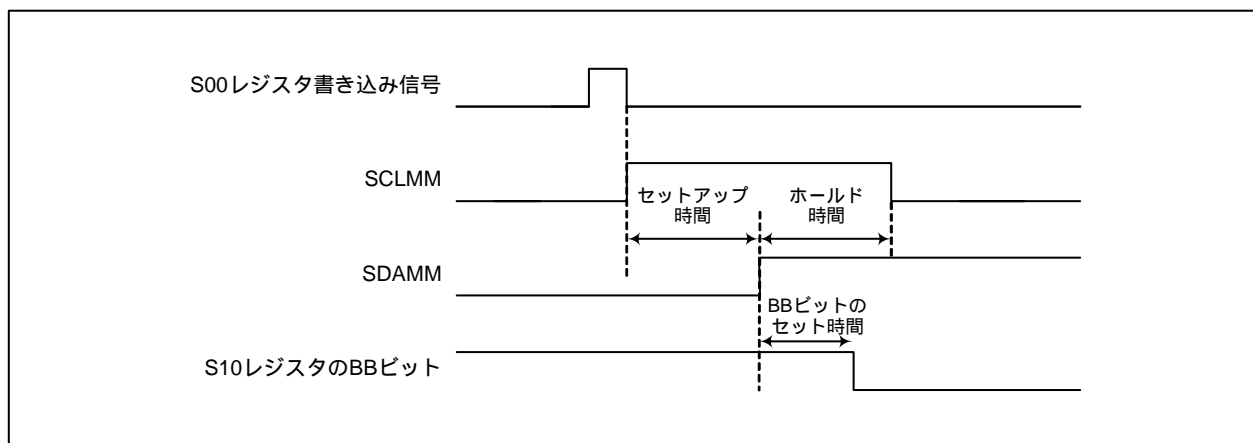 S00レジスタ書き込み信号
SCLMM
セットアップ
時間
ホールド
時間
SDAMM
BBビットの
セット時間
S10レジスタのBBビット